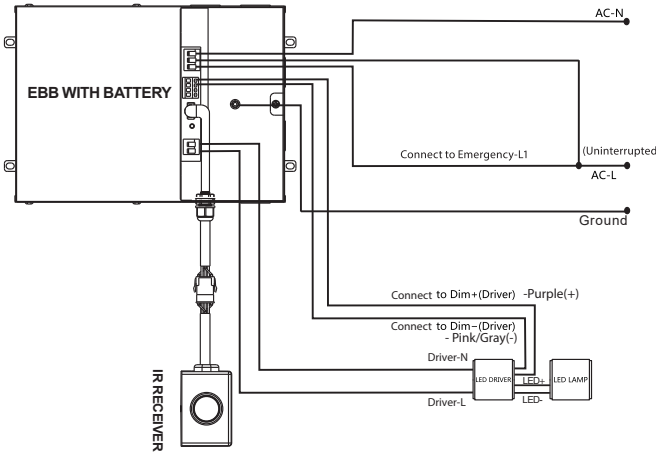 AC-N
EBB WITH BATTERY
Connect to Emergency-L1
(Uninterrupted
AC-L
Ground
Connect to Dim+(Driver) -Purple(+)
Connect to Dim-(Driver)
- Pink/Gray(-)
Driver-N
LED DRIVER
LED+
LED-
LED LAMP
Driver-L
IR RECEIVER